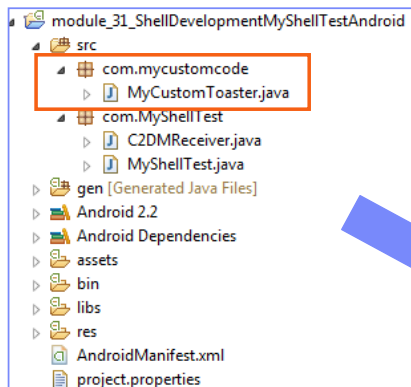 module_31_ShellDevelopmentMyShellTestAndroid
src
com.mycustomcode
MyCustomToaster.java
com.MyShellTest
C2DMReceiver.java
MyShellTest.java
gen [Generated Java Files]
Android 2.2
Android Dependencies
assets
bin
libs
res
AndroidManifest.xml
project.properties